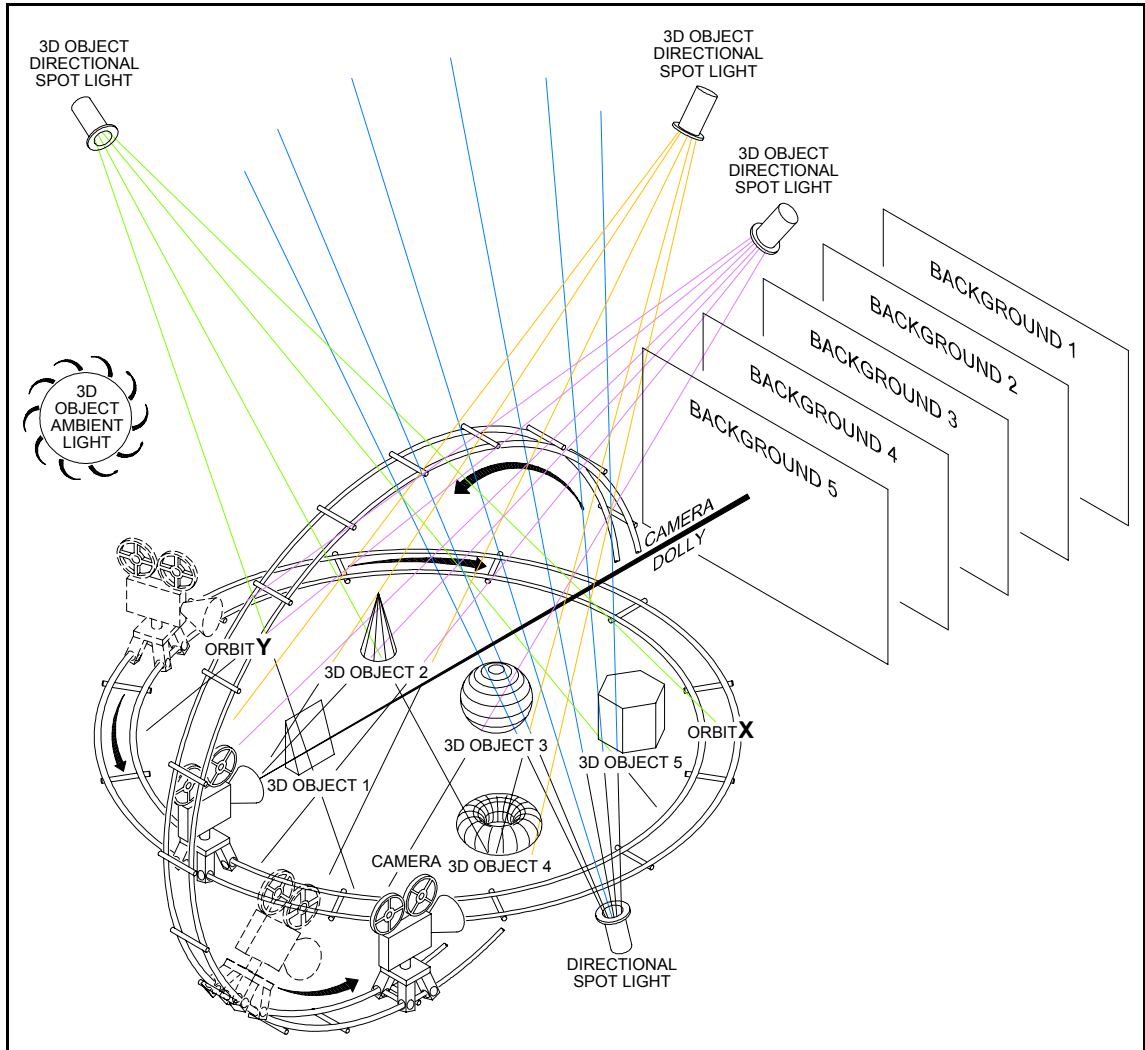 3D OBJECT
DIRECTIONAL
SPOT LIGHT
3D OBJECT
DIRECTIONAL
SPOT LIGHT
3D OBJECT
DIRECTIONAL
SPOT LIGHT
BACKGROUND 1
BACKGROUND 2
BACKGROUND 3
BACKGROUND 4
BACKGROUND 5
3D
OBJECT
AMBIENT
LIGHT
CAMERA
DOLLY
ORBIT Y
3D OBJECT 2
ORBIT X
3D OBJECT 3
3D OBJECT 5
3D OBJECT 1
CAMERA
3D OBJECT 4
DIRECTIONAL
SPOT LIGHT